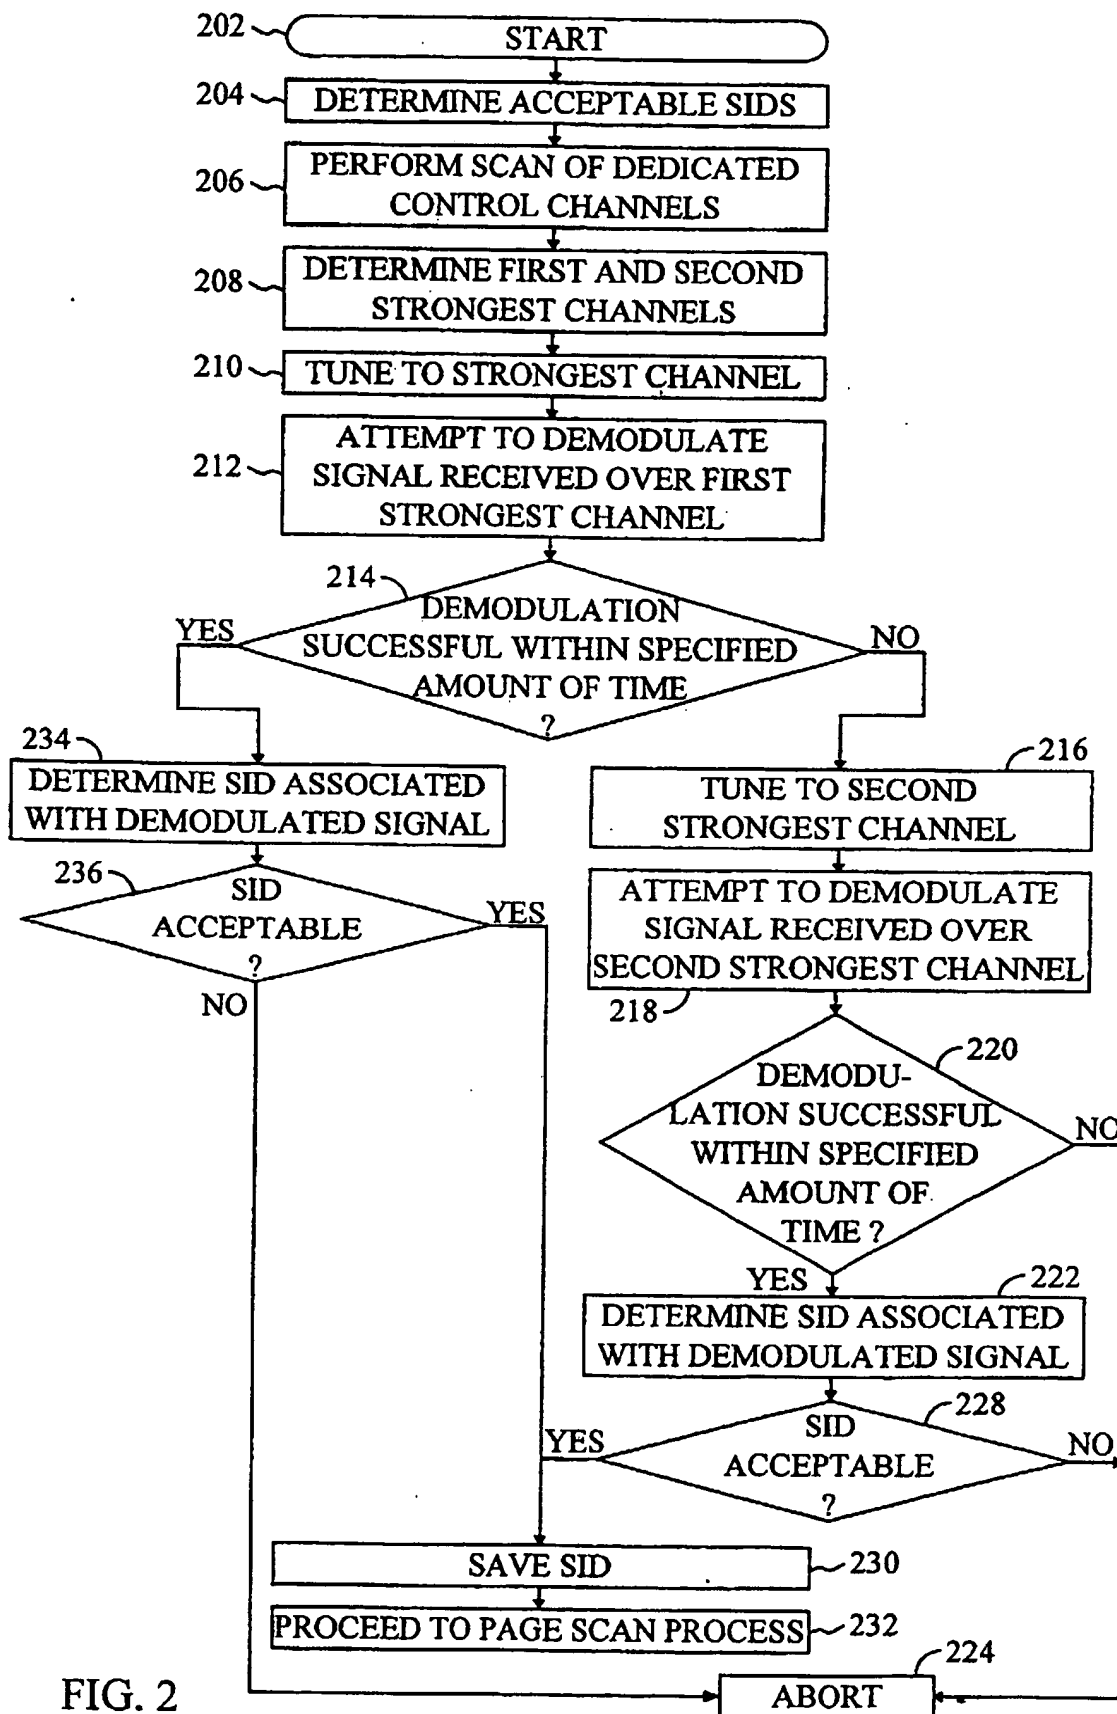 202
START
204
DETERMINE ACCEPTABLE SIDS
206
PERFORM SCAN OF DEDICATED
CONTROL CHANNELS
208
DETERMINE FIRST AND SECOND
STRONGEST CHANNELS
210
TUNE TO STRONGEST CHANNEL
212
ATTEMPT TO DEMODULATE
SIGNAL RECEIVED OVER FIRST
STRONGEST CHANNEL
214
DEMODULATION
SUCCESSFUL WITHIN SPECIFIED
AMOUNT OF TIME
?
YES
NO
234
DETERMINE SID ASSOCIATED
WITH DEMODULATED SIGNAL
236
SID
ACCEPTABLE
?
YES
NO
216
TUNE TO SECOND
STRONGEST CHANNEL
ATTEMPT TO DEMODULATE
SIGNAL RECEIVED OVER
SECOND STRONGEST CHANNEL
218
220
DEMODU-
LATION SUCCESSFUL
WITHIN SPECIFIED
AMOUNT OF
TIME ?
NO
YES
222
DETERMINE SID ASSOCIATED
WITH DEMODULATED SIGNAL
228
SID
ACCEPTABLE
?
YES
NO
SAVE SID
230
PROCEED TO PAGE SCAN PROCESS
232
224
ABORT
FIG. 2